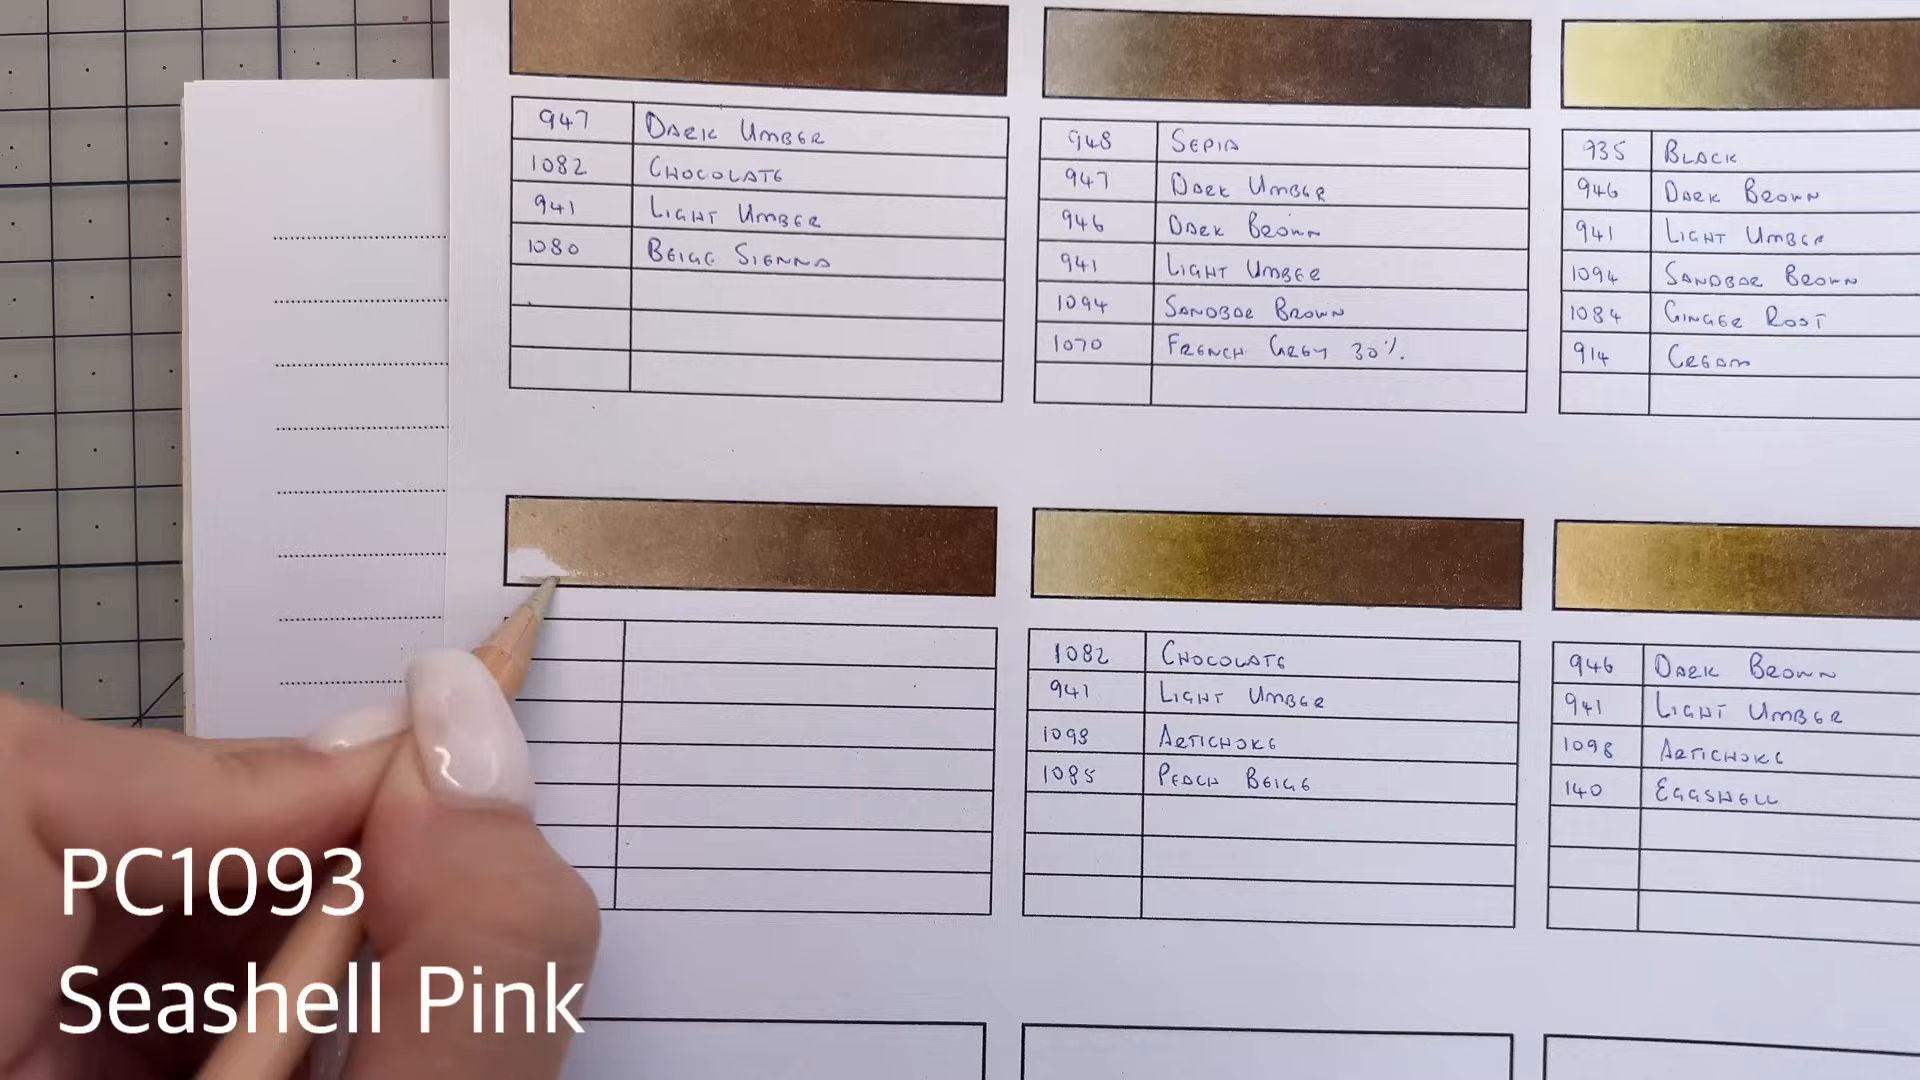 947 DARK UMBER
1082 CHOCOLATE
941 LIGHT UMBER
1080 BEIGE SIENNA
948 SEPIA
947 DARK UMBER
946 DARK BROWN
941 LIGHT UMBER
1094 SANDBAR BROWN
1070 FRENCH GREY 30%.
935 BLACK
946 DARK BROWN
941 LIGHT UMBER
1094 SANDBAR BROWN
1084 GINGER ROOT
914 CREAM
1082 CHOCOLATE
941 LIGHT UMBER
1098 ARTICHOKE
1085 PEACH BEIGE
946 DARK BROWN
941 LIGHT UMBER
1098 ARTICHOKE
140 EGGSHELL
PC1093
Seashell Pink